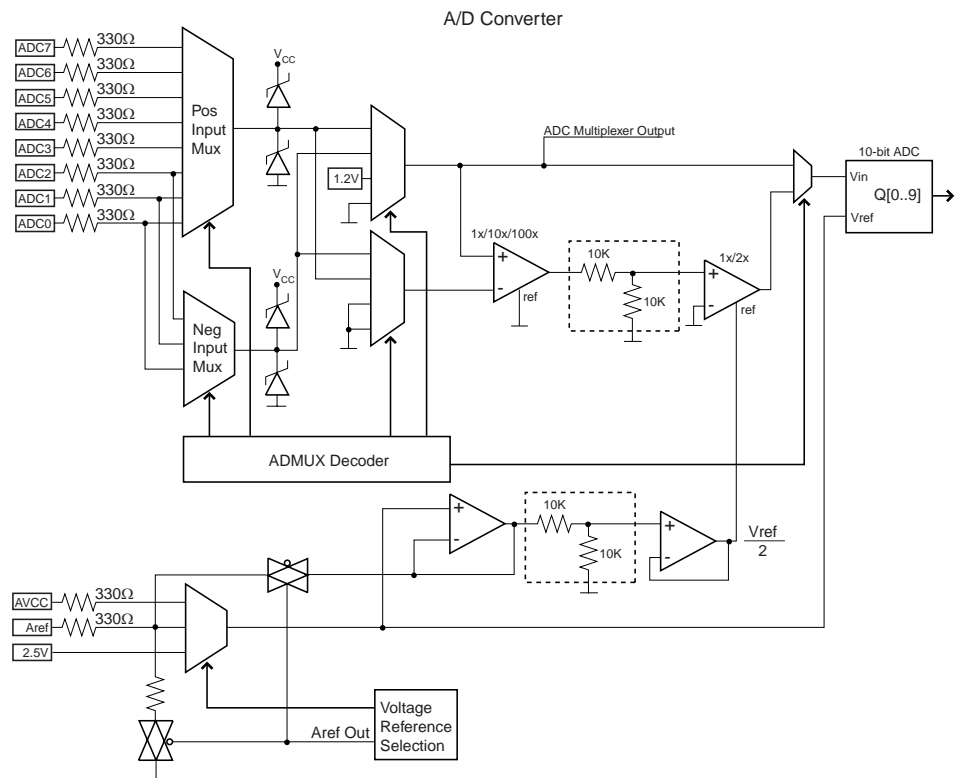 A/D Converter
ADC7 330Ω
ADC6 330Ω
ADC5 330Ω
ADC4 330Ω
ADC3 330Ω
ADC2 330Ω
ADC1 330Ω
ADC0 330Ω
Pos
Input
Mux
VCC
1.2V
ADC Multiplexer Output
10-bit ADC
Vin
Q[0..9]
Vref
1x/10x/100x
+
-
ref
10K
10K
1x/2x
+
-
ref
Neg
Input
Mux
VCC
ADMUX Decoder
+
-
10K
10K
+
-
Vref
2
AVCC 330Ω
Aref 330Ω
2.5V
Aref Out
Voltage
Reference
Selection